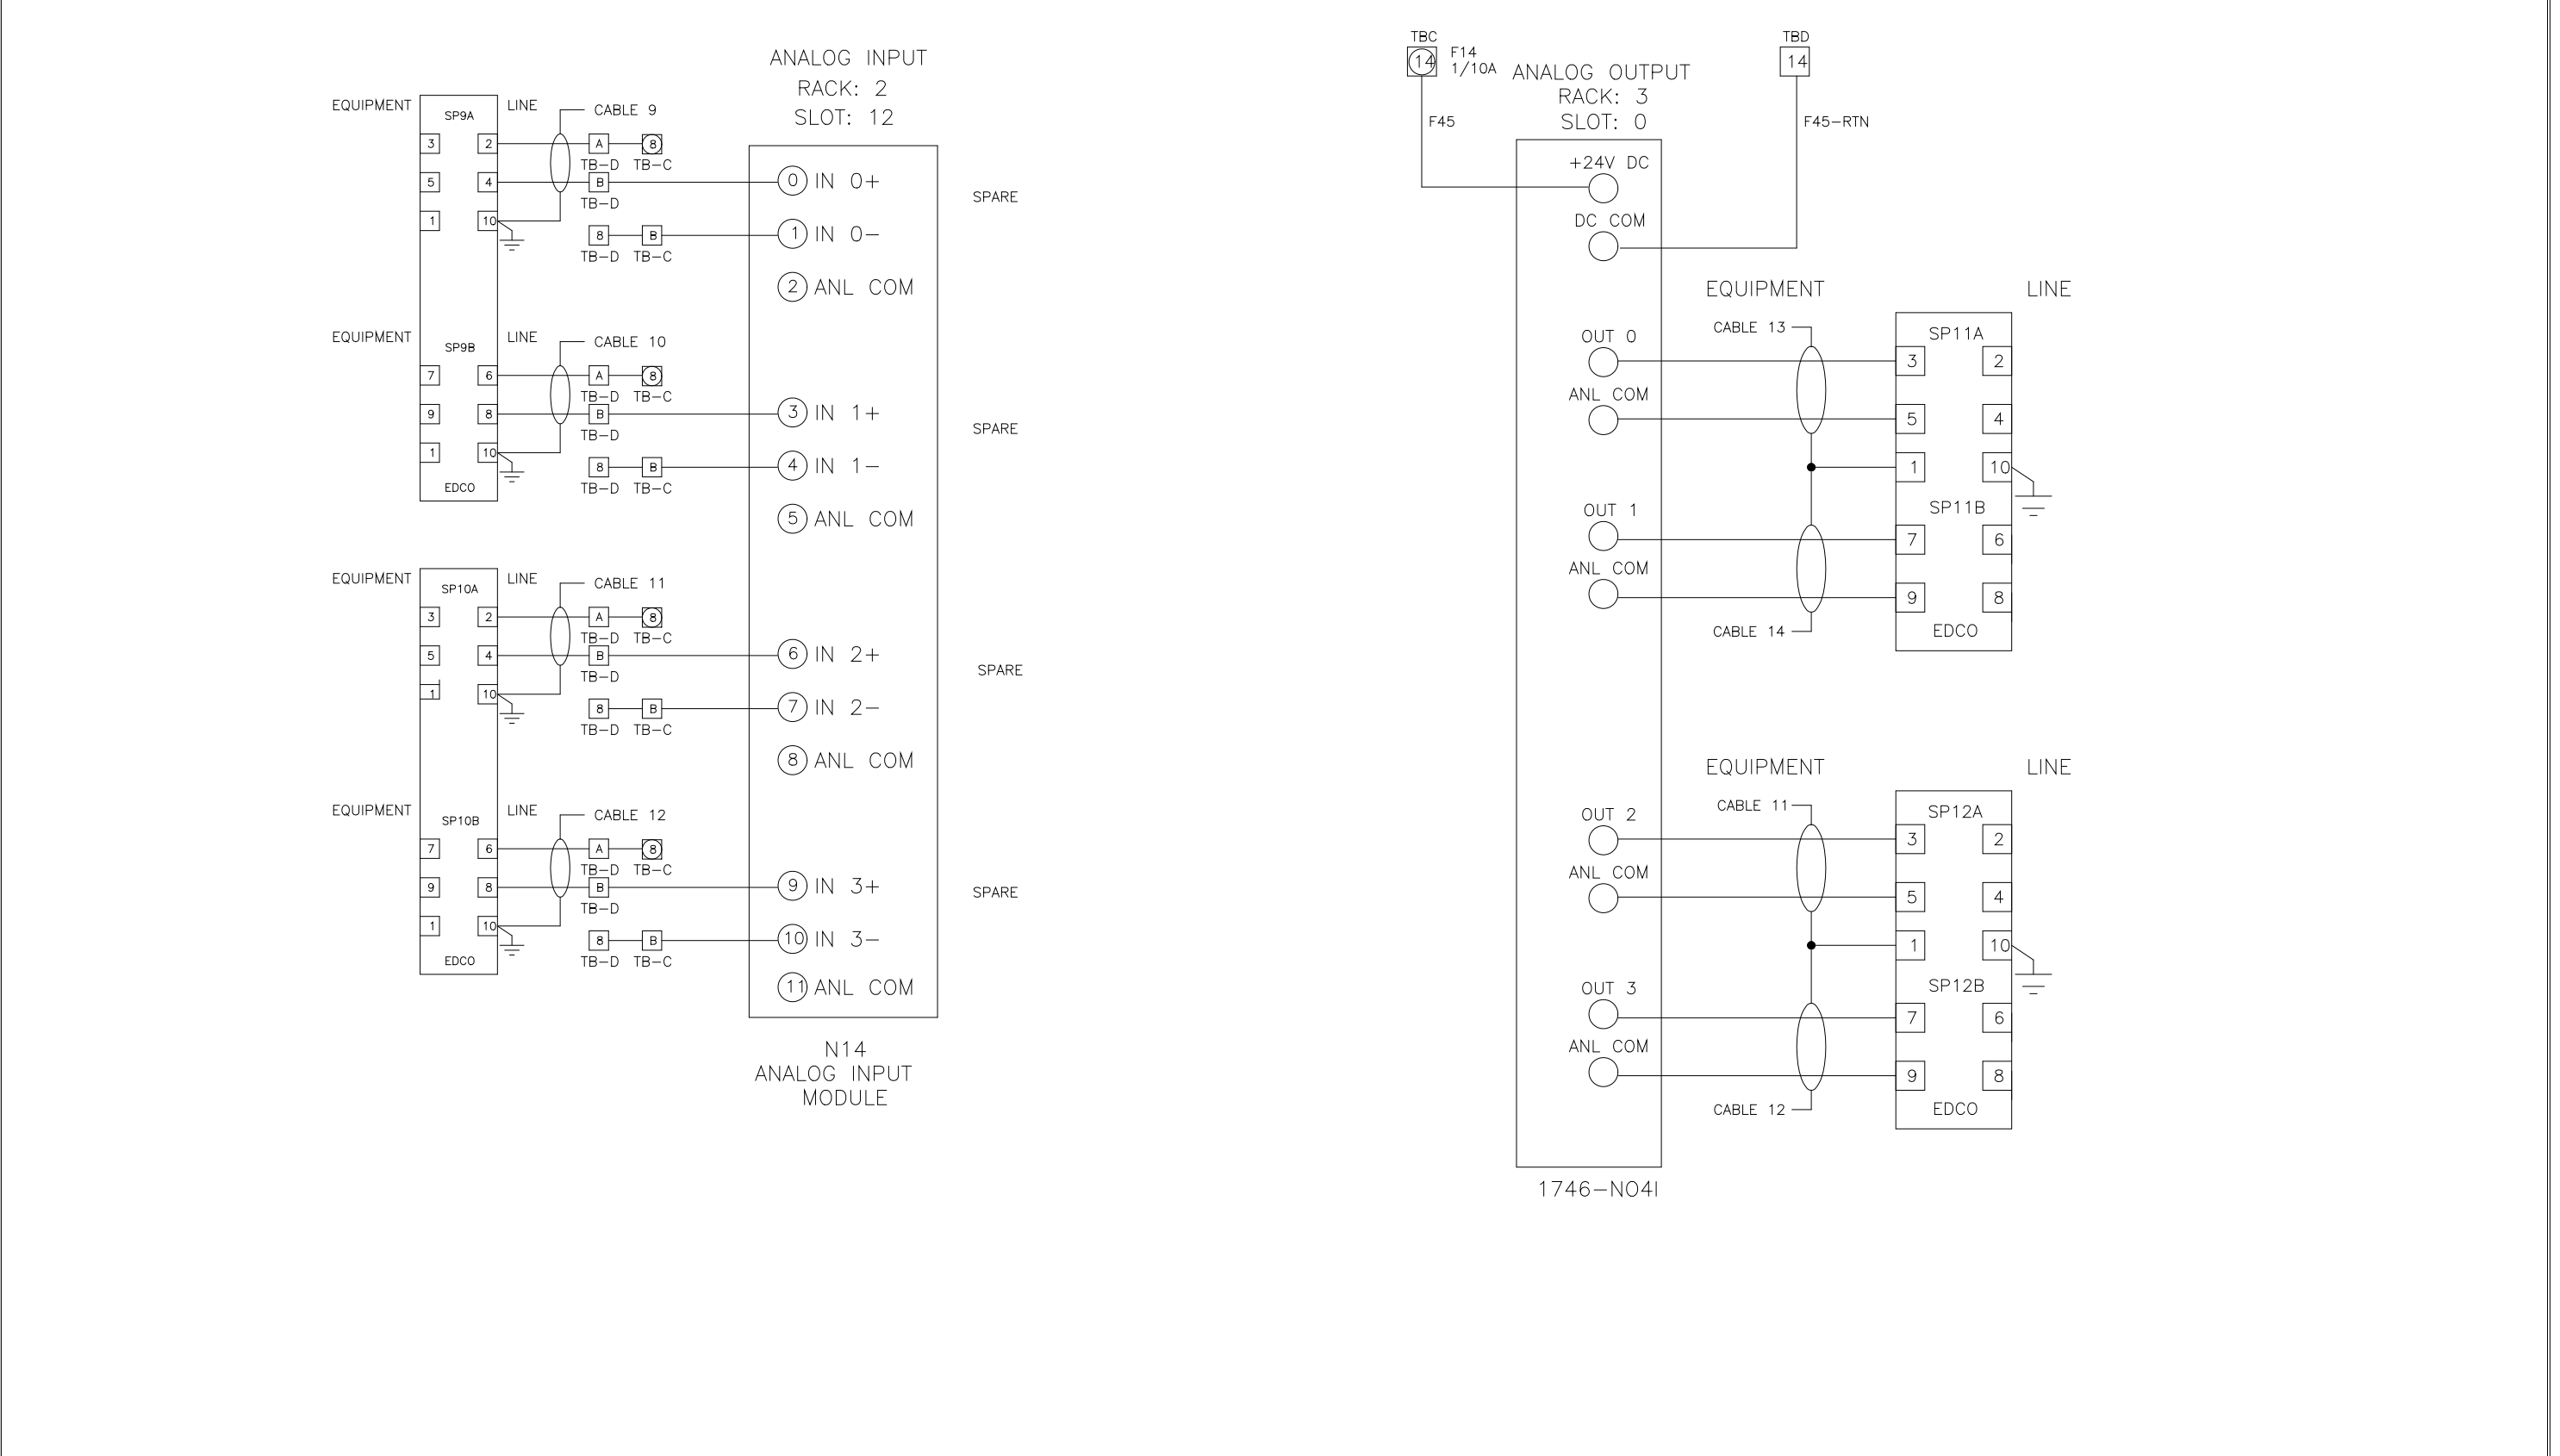 ANALOG INPUT
RACK: 2
SLOT: 12
EQUIPMENT
SP9A
LINE
CABLE 9
3
2
A
8
TB-D
TB-C
5
4
B
TB-D
0
IN 0+
SPARE
1
10
8
B
TB-D
TB-C
1
IN 0-
2
ANL COM
EQUIPMENT
SP9B
LINE
CABLE 10
7
6
A
8
TB-D
TB-C
9
8
B
TB-D
3
IN 1+
SPARE
1
10
8
B
TB-D
TB-C
4
IN 1-
EDCO
5
ANL COM
EQUIPMENT
SP10A
LINE
CABLE 11
3
2
A
8
TB-D
TB-C
5
4
B
TB-D
6
IN 2+
SPARE
1
10
8
B
TB-D
TB-C
7
IN 2-
8
ANL COM
EQUIPMENT
SP10B
LINE
CABLE 12
7
6
A
8
TB-D
TB-C
9
8
B
TB-D
9
IN 3+
SPARE
1
10
8
B
TB-D
TB-C
10
IN 3-
EDCO
11
ANL COM
N14
ANALOG INPUT
MODULE
TBC
14
F14
1/10A
F45
ANALOG OUTPUT
RACK: 3
SLOT: 0
TBD
14
F45-RTN
+24V DC
DC COM
EQUIPMENT
LINE
CABLE 13
SP11A
OUT 0
3
2
ANL COM
5
4
1
10
SP11B
OUT 1
7
6
ANL COM
9
8
CABLE 14
EDCO
EQUIPMENT
LINE
CABLE 11
SP12A
OUT 2
3
2
ANL COM
5
4
1
10
SP12B
OUT 3
7
6
ANL COM
9
8
CABLE 12
EDCO
1746-NO4I